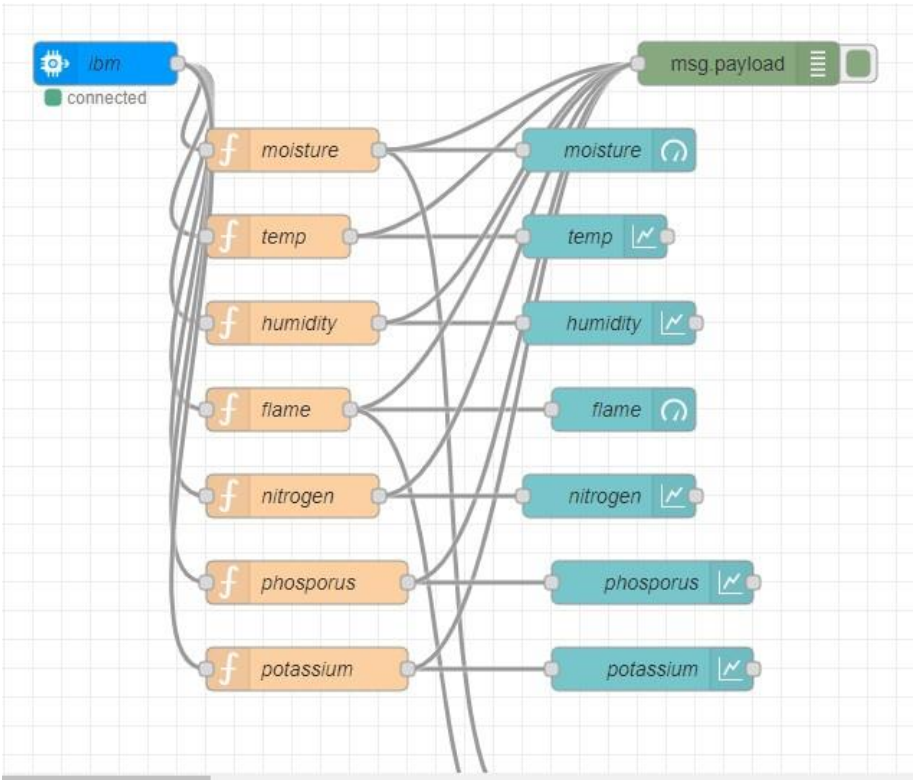 ibm
msg.payload
connected
moisture
moisture
temp
temp
humidity
humidity
flame
flame
nitrogen
nitrogen
phosporus
phosporus
potassium
potassium